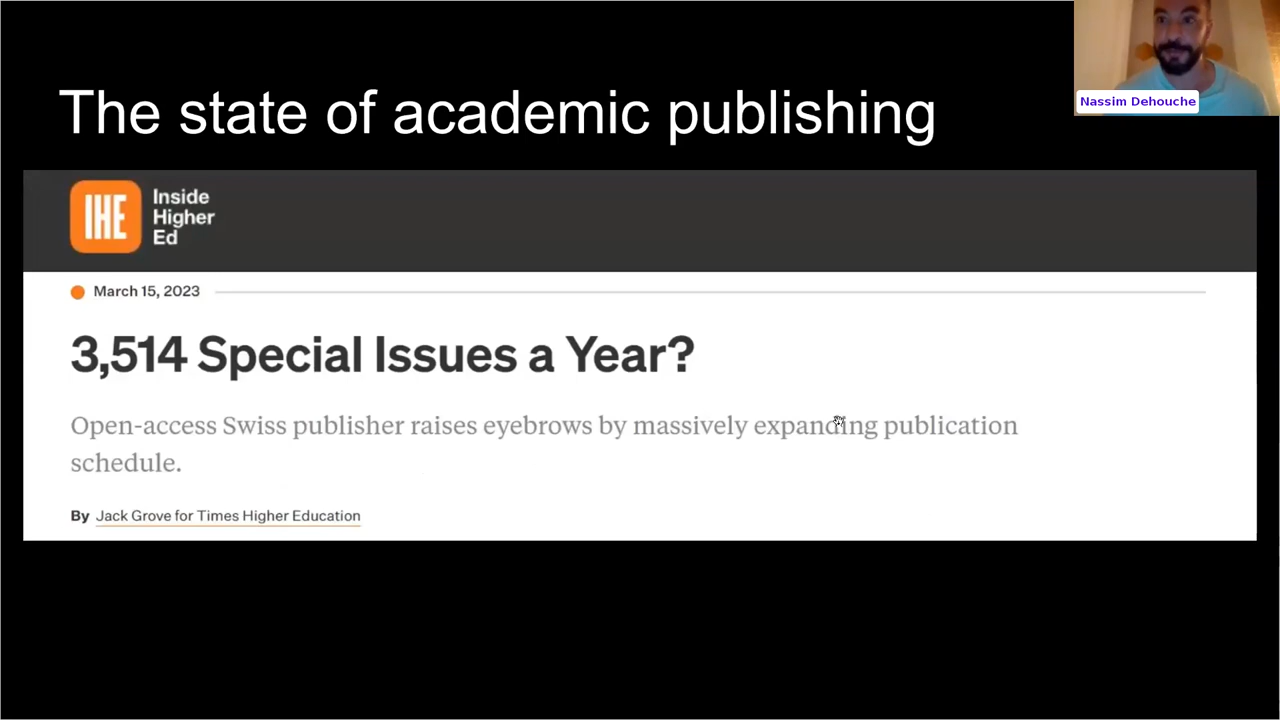 The state of academic publishing
Nassim Dehouche
IHE
Inside
Higher
Ed
March 15, 2023
3,514 Special Issues a Year?
Open-access Swiss publisher raises eyebrows by massively expanding publication
schedule.
By Jack Grove for Times Higher Education